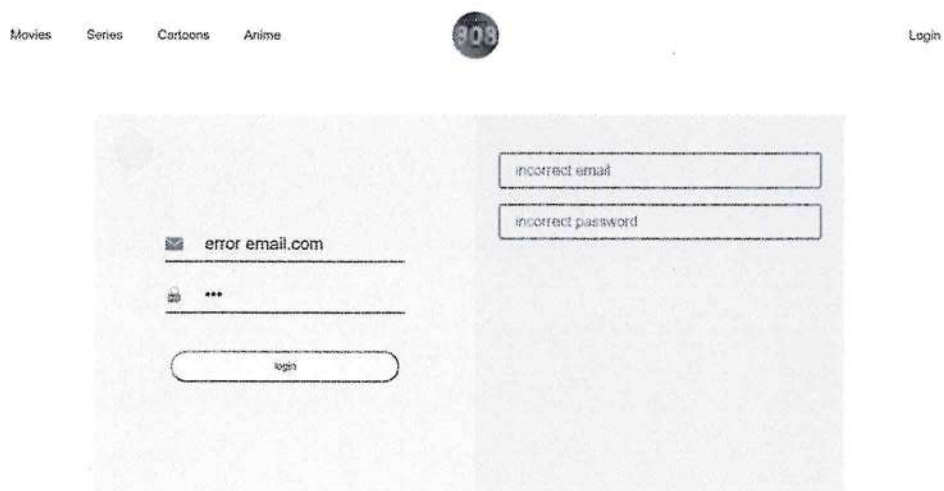 Movies Series Cartoons Anime 808 Login
incorrect email
incorrect password
error email.com
•••
login